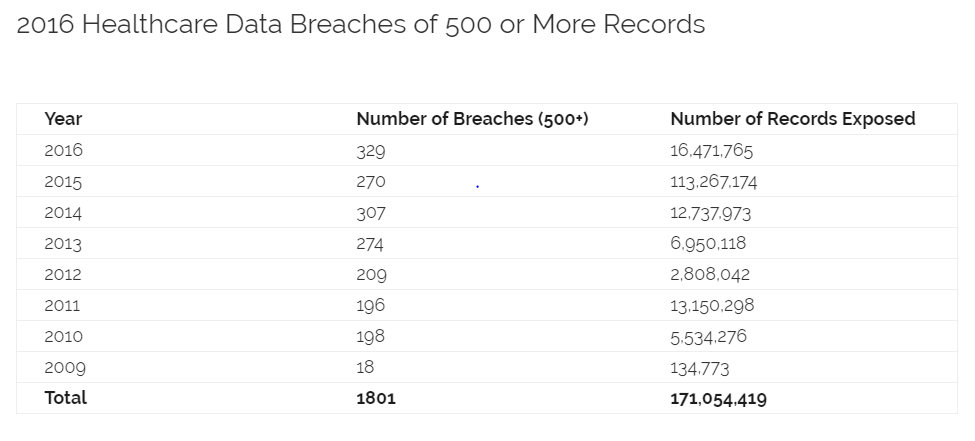 2016 Healthcare Data Breaches of 500 or More Records
Year Number of Breaches (500+) Number of Records Exposed
2016 329 16,471,765
2015 270 113,267,174
2014 307 12,737,973
2013 274 6,950,118
2012 209 2,808,042
2011 196 13,150,298
2010 198 5,534,276
2009 18 134,773
Total 1801 171,054,419